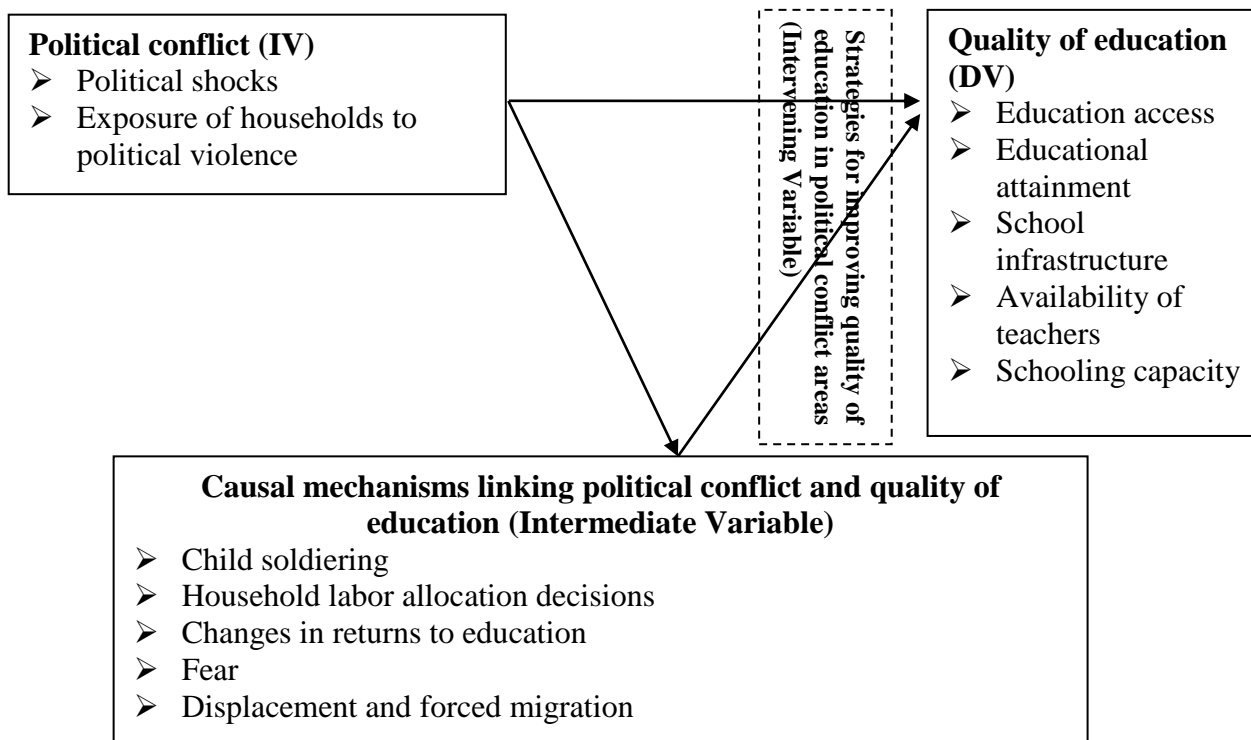 Political conflict (IV)
➢ Political shocks
➢ Exposure of households to
political violence
Strategies for improving quality of
education in political conflict areas
(Intervening Variable)
Quality of education
(DV)
➢ Education access
➢ Educational
attainment
➢ School
infrastructure
➢ Availability of
teachers
➢ Schooling capacity
Causal mechanisms linking political conflict and quality of
education (Intermediate Variable)
➢ Child soldiering
➢ Household labor allocation decisions
➢ Changes in returns to education
➢ Fear
➢ Displacement and forced migration